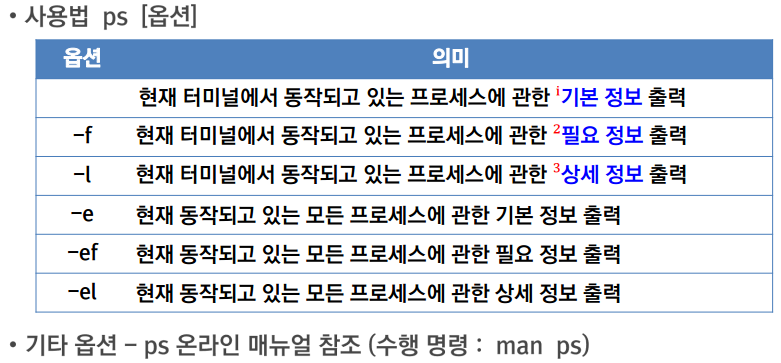 • 사용법 ps [옵션]
옵션 의미
현재 터미널에서 동작되고 있는 프로세스에 관한 ⁱ기본 정보 출력
–f 현재 터미널에서 동작되고 있는 프로세스에 관한 ²필요 정보 출력
–l 현재 터미널에서 동작되고 있는 프로세스에 관한 ³상세 정보 출력
–e 현재 동작되고 있는 모든 프로세스에 관한 기본 정보 출력
–ef 현재 동작되고 있는 모든 프로세스에 관한 필요 정보 출력
–el 현재 동작되고 있는 모든 프로세스에 관한 상세 정보 출력
• 기타 옵션 – ps 온라인 매뉴얼 참조 (수행 명령 : man ps)